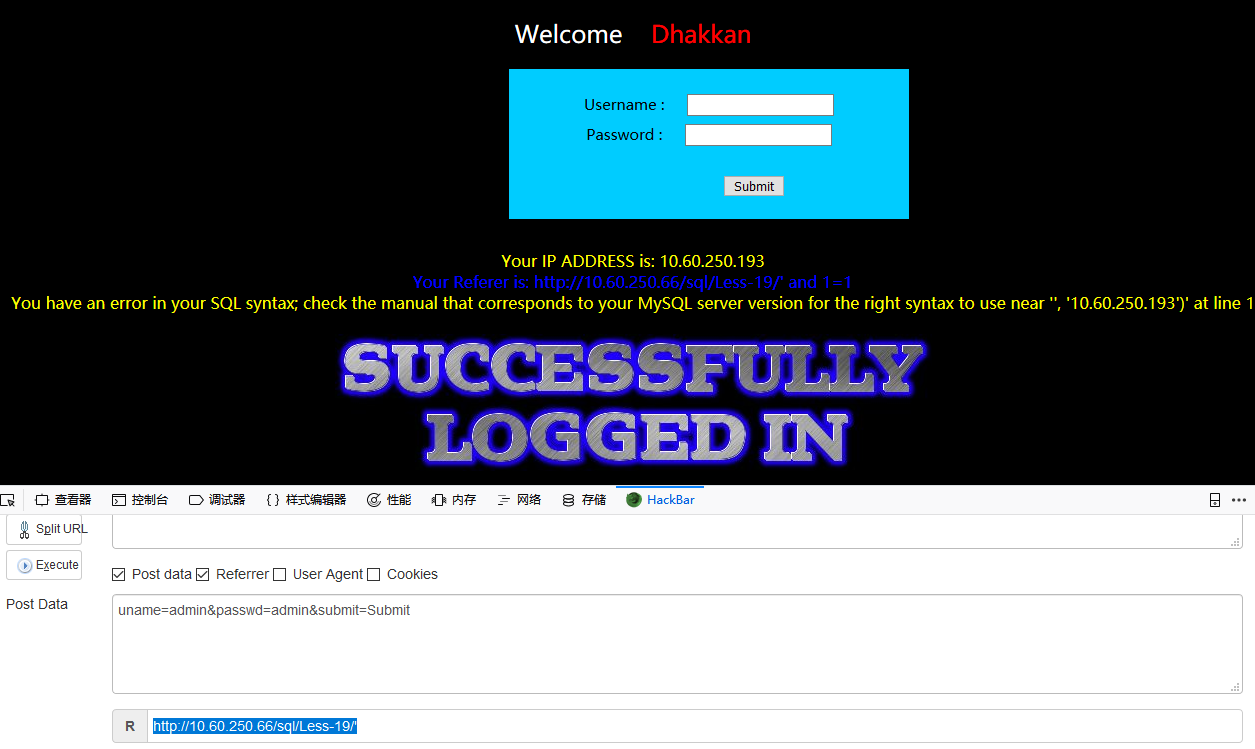 Welcome Dhakkan
Username :
Password :
Submit
Your IP ADDRESS is: 10.60.250.193
Your Referer is: http://10.60.250.66/sql/Less-19/' and 1=1
You have an error in your SQL syntax; check the manual that corresponds to your MySQL server version for the right syntax to use near '', '10.60.250.193')' at line 1
SUCCESSFULLY
LOGGED IN
查看器 控制台 调试器 {} 样式编辑器 性能 内存 网络 存储 HackBar
Split URL
Execute
Post data Referrer User Agent Cookies
Post Data
uname=admin&passwd=admin&submit=Submit
R http://10.60.250.66/sql/Less-19/'